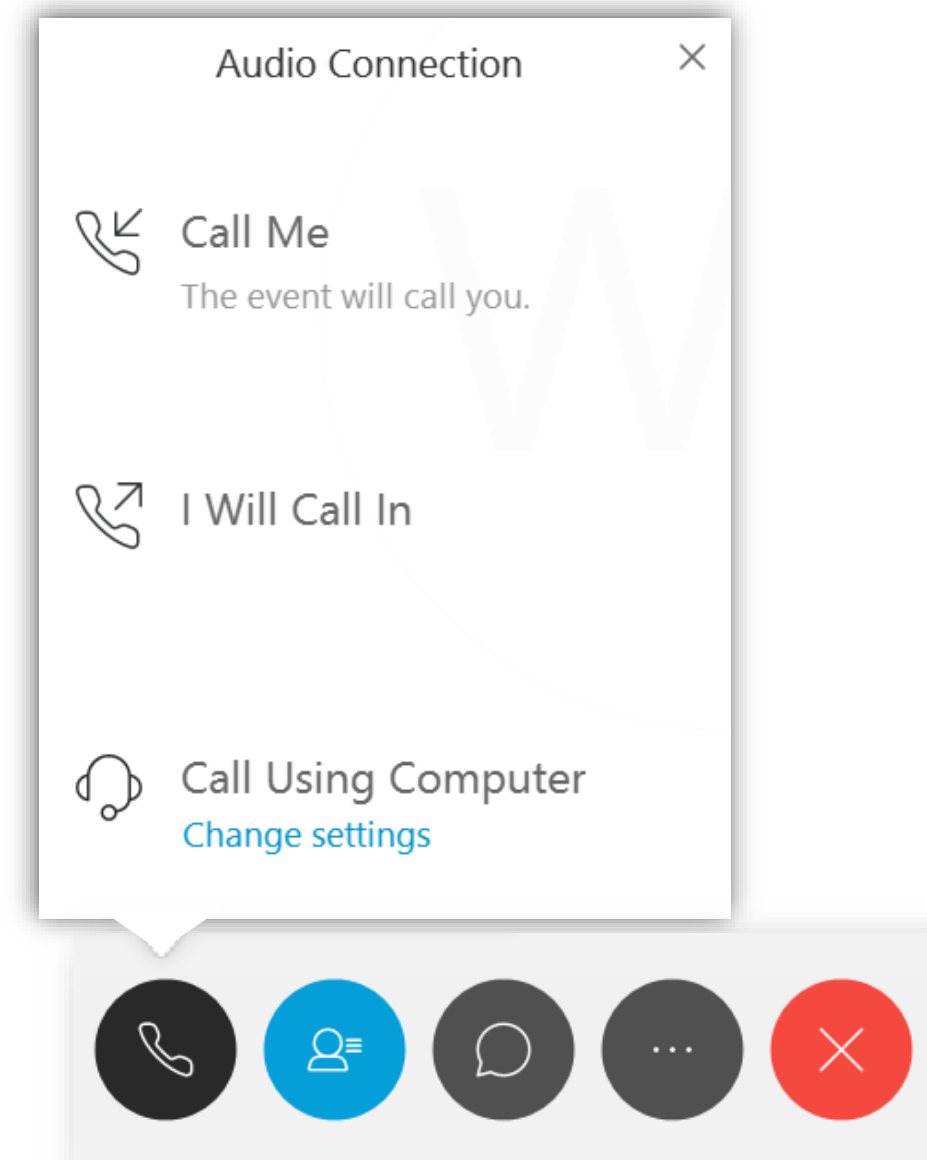 Audio Connection
Call Me
The event will call you.
I Will Call In
Call Using Computer
Change settings
W